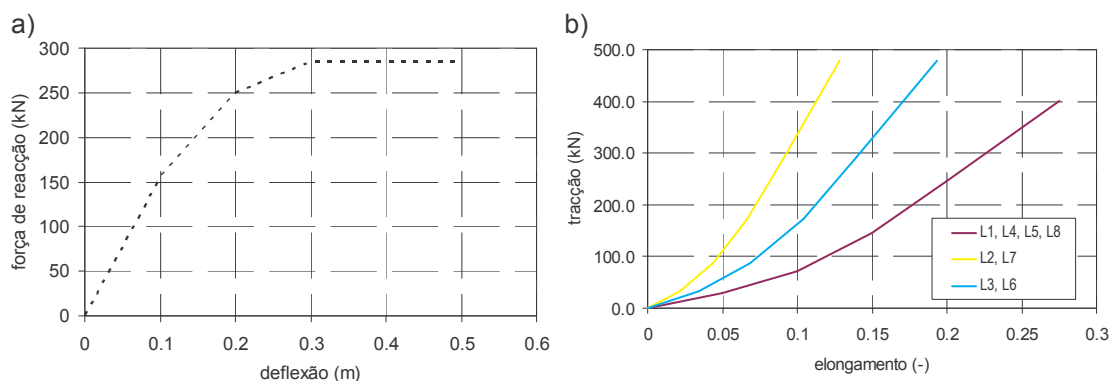 a)
força de reacção (kN)
300
250
200
150
100
50
0
0 0.1 0.2 0.3 0.4 0.5 0.6
deflexão (m)
b)
tracção (kN)
500.0
400.0
300.0
200.0
100.0
0.0
0 0.05 0.1 0.15 0.2 0.25 0.3
elongamento (-)
L1, L4, L5, L8
L2, L7
L3, L6